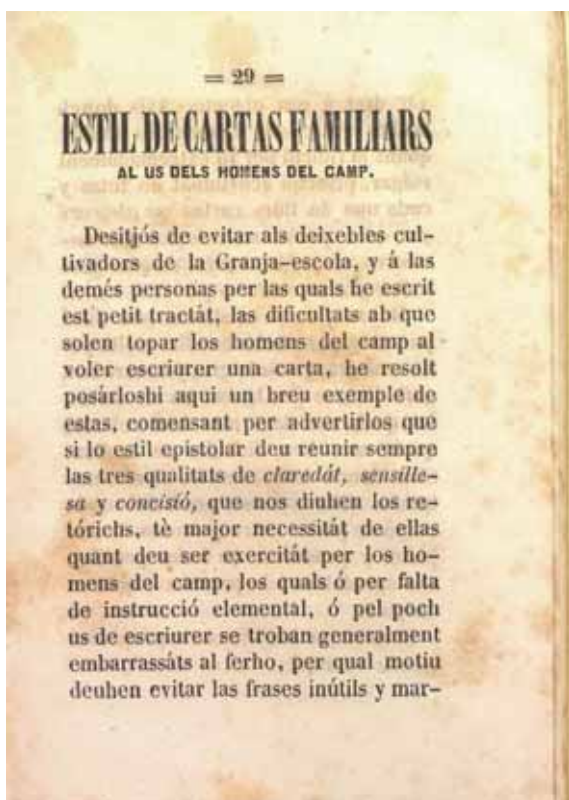 = 29 =
ESTIL DE CARTAS FAMILIARS
AL US DELS HOMENS DEL CAMP.
Desitjós de evitar als deixebles cul-
tivadors de la Granja-escola, y á las
demés personas per las quals he escrit
est petit tractát, las dificultats ab que
solen topar los homens del camp al
voler escriurer una carta, he resolt
posárloshi aqui un breu exemple de
estas, comensant per advertirlos que
si lo estil epistolar deu reunir sempre
las tres qualitats de claredát, sensille-
sa y concisió, que nos diuhen los re-
tórichs, tè major necessitát de ellas
quant deu ser exercitát per los ho-
mens del camp, los quals ó per falta
de instrucció elemental, ó pel poch
us de escriurer se troban generalment
embarrassáts al ferho, per qual motiu
deuhen evitar las frases inútils y mar-